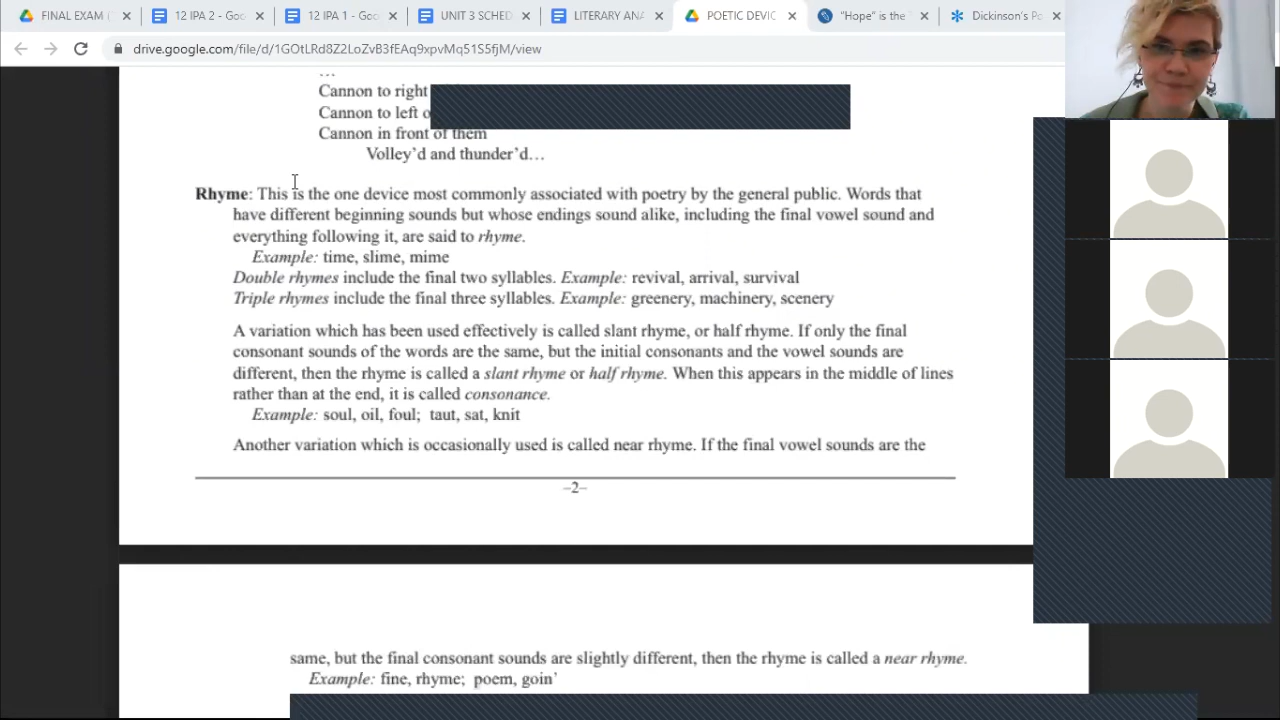 FINAL EXAM (
12 IPA 2 - Goo
12 IPA 1 - Goo
UNIT 3 SCHED
LITERARY ANA
POETIC DEVIC
"Hope" is the
Dickinson's Po
drive.google.com/file/d/1GOtLRd8Z2LoZvB3fEAq9xpvMq51S5fjM/view
...
Cannon to right
Cannon to left o
Cannon in front of them
Volley'd and thunder'd…
Rhyme: This is the one device most commonly associated with poetry by the general public. Words that
have different beginning sounds but whose endings sound alike, including the final vowel sound and
everything following it, are said to rhyme.
Example: time, slime, mime
Double rhymes include the final two syllables. Example: revival, arrival, survival
Triple rhymes include the final three syllables. Example: greenery, machinery, scenery
A variation which has been used effectively is called slant rhyme, or half rhyme. If only the final
consonant sounds of the words are the same, but the initial consonants and the vowel sounds are
different, then the rhyme is called a slant rhyme or half rhyme. When this appears in the middle of lines
rather than at the end, it is called consonance.
Example: soul, oil, foul; taut, sat, knit
Another variation which is occasionally used is called near rhyme. If the final vowel sounds are the
–2–
same, but the final consonant sounds are slightly different, then the rhyme is called a near rhyme.
Example: fine, rhyme; poem, goin'